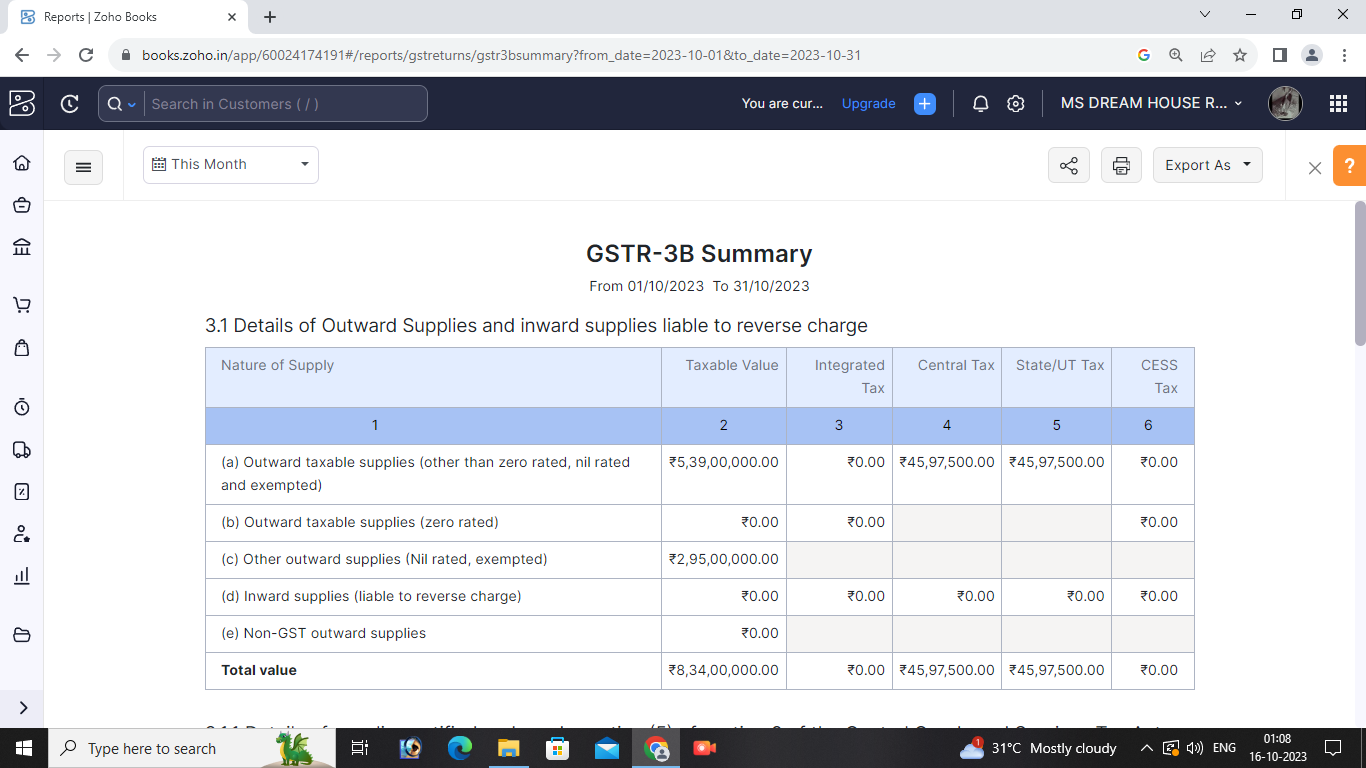 Reports | Zoho Books
books.zoho.in/app/60024174191#/reports/gstreturns/gstr3bsummary?from_date=2023-10-01&to_date=2023-10-31
Search in Customers ( / )
You are cur...
Upgrade
MS DREAM HOUSE R...
This Month
Export As
?
GSTR-3B Summary
From 01/10/2023 To 31/10/2023
3.1 Details of Outward Supplies and inward supplies liable to reverse charge
Nature of Supply Taxable Value Integrated Tax Central Tax State/UT Tax CESS Tax
1 2 3 4 5 6
(a) Outward taxable supplies (other than zero rated, nil rated and exempted) ₹5,39,00,000.00 ₹0.00 ₹45,97,500.00 ₹45,97,500.00 ₹0.00
(b) Outward taxable supplies (zero rated) ₹0.00 ₹0.00 ₹0.00
(c) Other outward supplies (Nil rated, exempted) ₹2,95,00,000.00
(d) Inward supplies (liable to reverse charge) ₹0.00 ₹0.00 ₹0.00 ₹0.00 ₹0.00
(e) Non-GST outward supplies ₹0.00
Total value ₹8,34,00,000.00 ₹0.00 ₹45,97,500.00 ₹45,97,500.00 ₹0.00
Type here to search
1
31°C Mostly cloudy
ENG
01:08
16-10-2023